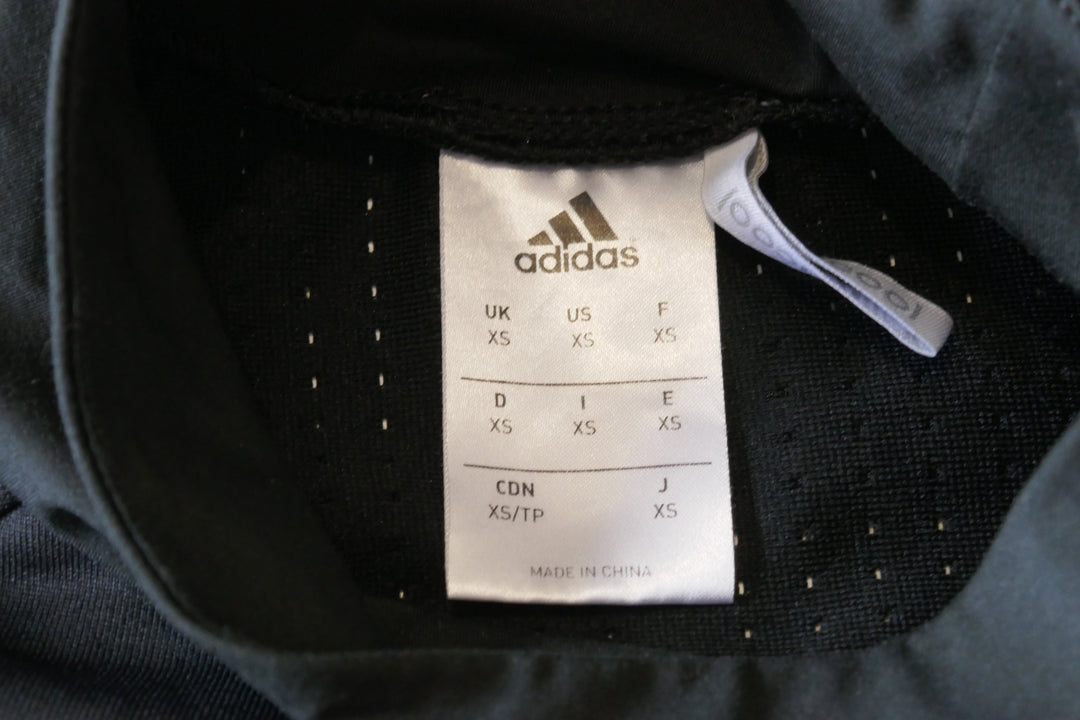 adidas
UK US F
XS XS XS
D I E
XS XS XS
CDN J
XS/TP XS
MADE IN CHINA